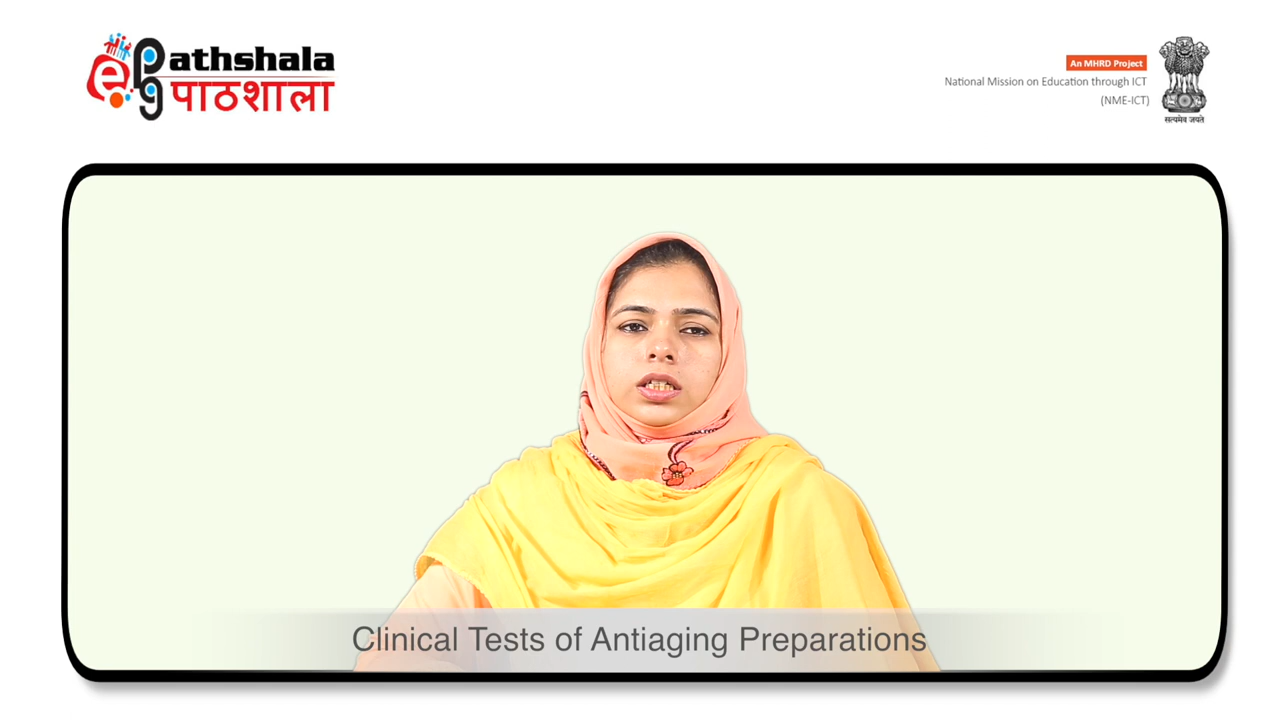 e pg Pathshala
पाठशाला
An MHRD Project
National Mission on Education through ICT
(NME-ICT)
सत्यमेव जयते
Clinical Tests of Antiaging Preparations